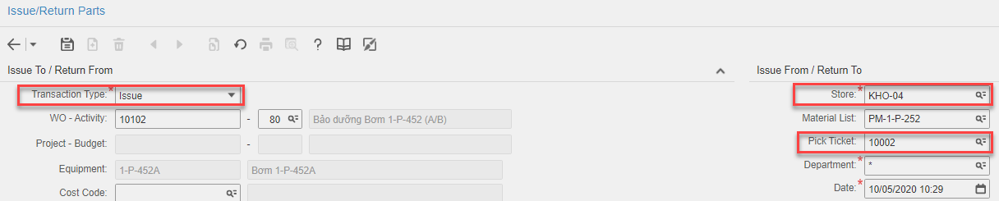 Issue/Return Parts
Issue To / Return From
Transaction Type:* Issue
WO - Activity: 10102 - 80 Bảo dưỡng Bơm 1-P-452 (A/B)
Project - Budget: -
Equipment: 1-P-452A Bơm 1-P-452A
Cost Code:
Issue From / Return To
Store:* KHO-04
Material List: PM-1-P-252
Pick Ticket: 10002
Department:* *
Date:* 10/05/2020 10:29